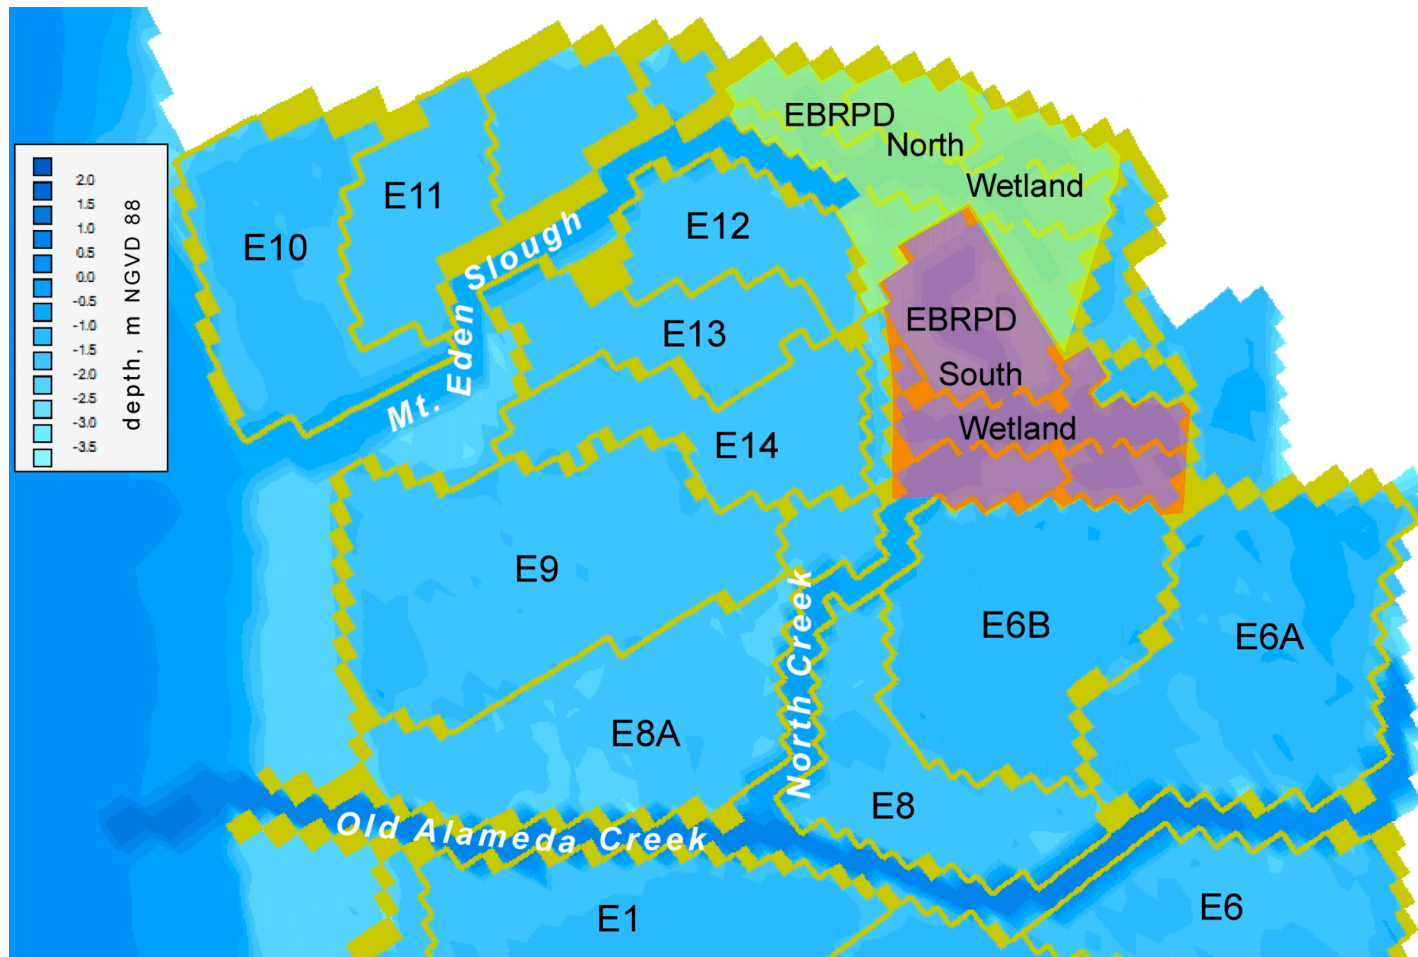 EBRPD
North
Wetland
E11
E12
E10
Mt. Eden Slough
E13
EBRPD
South
Wetland
E14
E9
E6B
E6A
E8A
North Creek
E8
Old Alameda Creek
E1
E6
2.0
1.5
1.0
0.5
0.0
-0.5
-1.0
-1.5
-2.0
-2.5
-3.0
-3.5
depth, m NGVD 88